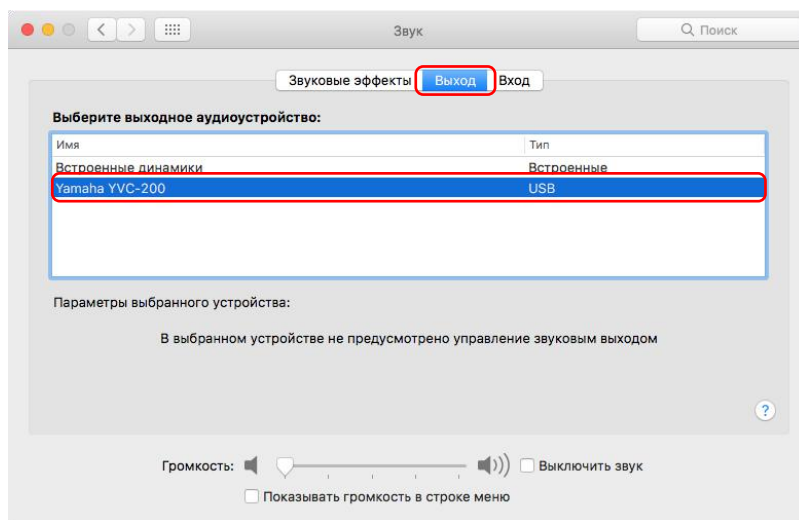 Звук
Поиск
Звуковые эффекты Выход Вход
Выберите выходное аудиоустройство:
Имя Тип
Встроенные динамики Встроенные
Yamaha YVC-200 USB
Параметры выбранного устройства:
В выбранном устройстве не предусмотрено управление звуковым выходом
?
Громкость: Выключить звук
Показывать громкость в строке меню